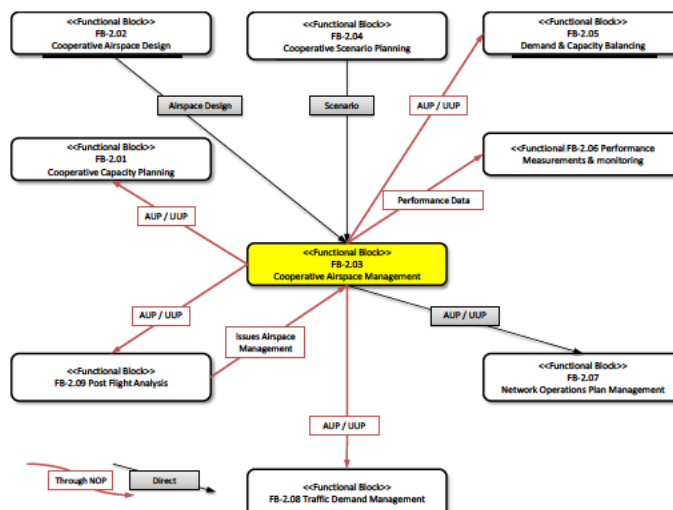 <<Functional Block>>
FB-2.02
Cooperative Airspace Design
<<Functional Block>>
FB-2.04
Cooperative Scenario Planning
<<Functional Block>>
FB-2.05
Demand & Capacity Balancing
Airspace Design
Scenario
AUP / UUP
<<Functional Block>>
FB-2.01
Cooperative Capacity Planning
<<Functional FB-2.06 Performance
Measurements & monitoring
AUP / UUP
Performance Data
<<Functional Block>>
FB-2.03
Cooperative Airspace Management
AUP / UUP
Issues Airspace
Management
AUP / UUP
<<Functional Block>>
FB-2.09 Post Flight Analysis
<<Functional Block>>
FB-2.07
Network Operations Plan Management
AUP / UUP
Through NOP
Direct
<<Functional Block>>
FB-2.08 Traffic Demand Management